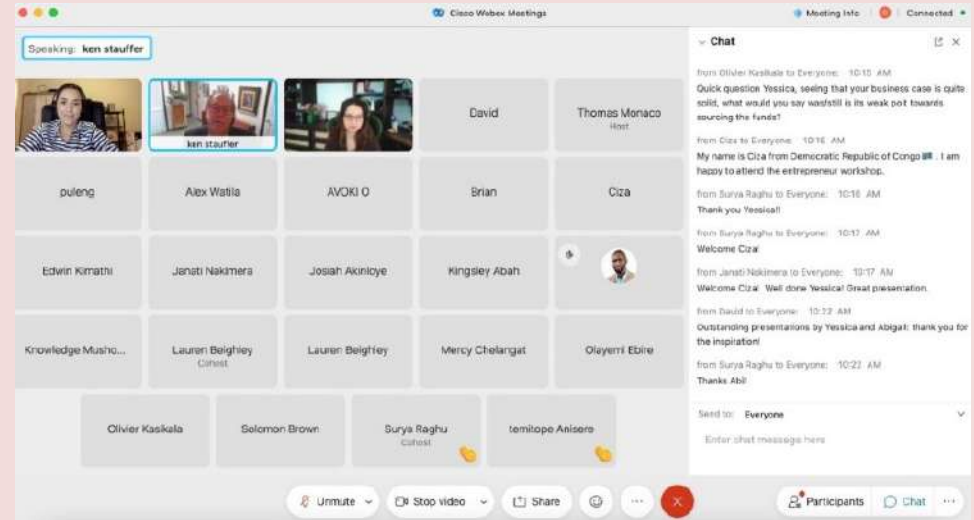 Cisco Webex Meetings
Meeting Info
Connected
Speaking: ken stauffer
ken stauffer
David
Thomas Monaco
Host
puleng
Alex Watila
AVOKI O
Brian
Ciza
Edwin Kimathi
Janati Nakimera
Josiah Akinloye
Kingsley Abah
Knowledge Musho...
Lauren Beighley
Cohost
Lauren Beighley
Mercy Chelangat
Olayemi Ebire
Olivier Kasikala
Solomon Brown
Surya Raghu
Cohost
temitope Anisere
Unmute
Stop video
Share
Participants
Chat
Chat
from Olivier Kasikala to Everyone: 10:15 AM
Quick question Yessica, seeing that your business case is quite
solid, what would you say was/still is its weak poit towards
sourcing the funds?
from Ciza to Everyone: 10:16 AM
My name is Ciza from Democratic Republic of Congo 🇨🇩 . I am
happy to attend the entrepreneur workshop.
from Surya Raghu to Everyone: 10:16 AM
Thank you Yessica!!
from Surya Raghu to Everyone: 10:17 AM
Welcome Ciza!
from Janati Nakimera to Everyone: 10:17 AM
Welcome Ciza! Well done Yessica! Great presentation.
from David to Everyone: 10:22 AM
Outstanding presentations by Yessica and Abigail; thank you for
the inspiration!
from Surya Raghu to Everyone: 10:22 AM
Thanks Abi!
Send to: Everyone
Enter chat message here